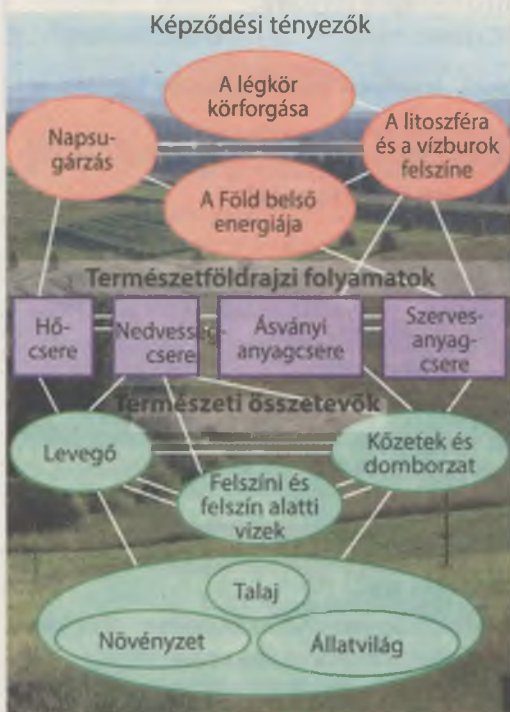 Képződési tényezők
A légkör
körforgása
Napsu-
gárzás
A litoszféra
és a vízburok
felszíne
A Föld belső
energiája
Természetföldrajzi folyamatok
Hő-
csere
Nedvesség-
csere
Ásványi
anyagcsere
Szerves-
anyag-
csere
Természeti összetevők
Levegő
Kőzetek és
domborzat
Felszíni és
felszín alatti
vizek
Talaj
Növényzet
Állatvilág